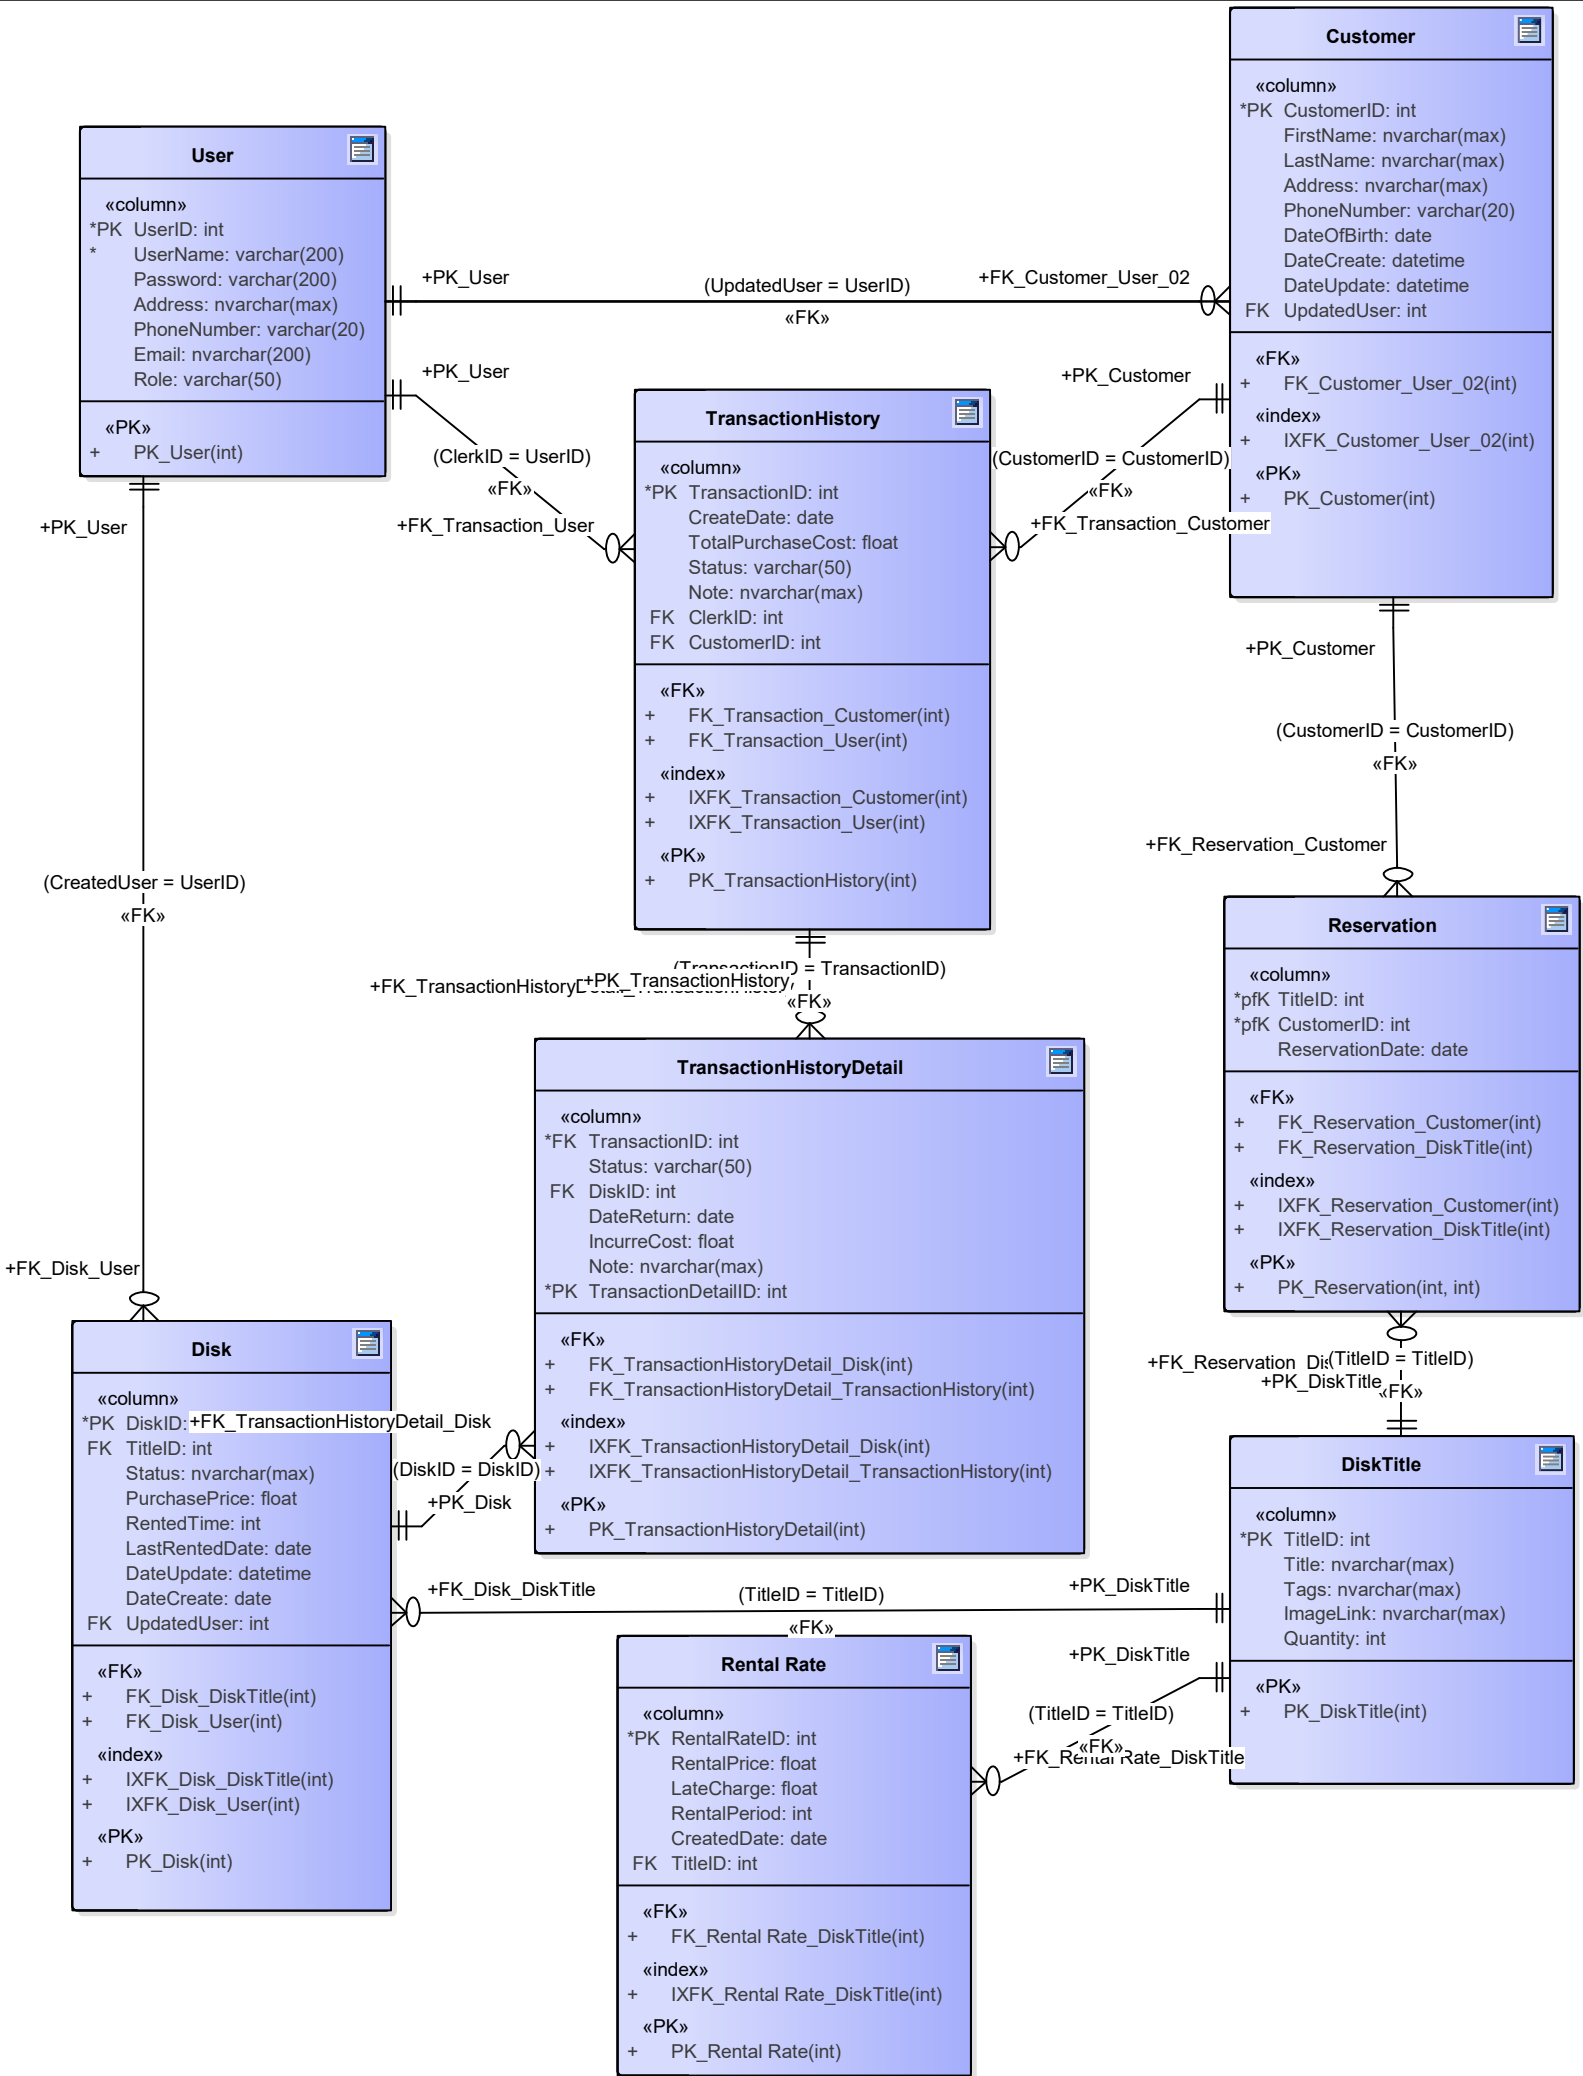 Customer
«column»
*PK CustomerID: int
FirstName: nvarchar(max)
LastName: nvarchar(max)
Address: nvarchar(max)
PhoneNumber: varchar(20)
DateOfBirth: date
DateCreate: datetime
DateUpdate: datetime
FK UpdatedUser: int
«FK»
+ FK_Customer_User_02(int)
«index»
+ IXFK_Customer_User_02(int)
«PK»
+ PK_Customer(int)
User
«column»
*PK UserID: int
* UserName: varchar(200)
Password: varchar(200)
Address: nvarchar(max)
PhoneNumber: varchar(20)
Email: nvarchar(200)
Role: varchar(50)
«PK»
+ PK_User(int)
+PK_User
(UpdatedUser = UserID)
«FK»
+FK_Customer_User_02
+PK_User
(ClerkID = UserID)
«FK»
+FK_Transaction_User
+PK_Customer
(CustomerID = CustomerID)
«FK»
+FK_Transaction_Customer
TransactionHistory
«column»
*PK TransactionID: int
CreateDate: date
TotalPurchaseCost: float
Status: varchar(50)
Note: nvarchar(max)
FK ClerkID: int
FK CustomerID: int
«FK»
+ FK_Transaction_Customer(int)
+ FK_Transaction_User(int)
«index»
+ IXFK_Transaction_Customer(int)
+ IXFK_Transaction_User(int)
«PK»
+ PK_TransactionHistory(int)
+PK_User
(CreatedUser = UserID)
«FK»
+FK_Disk_User
+PK_Customer
(CustomerID = CustomerID)
«FK»
+FK_Reservation_Customer
(TransactionID = TransactionID)
+PK_TransactionHistory
+FK_TransactionHistoryDetail_TransactionHistory
«FK»
Reservation
«column»
*pfK TitleID: int
*pfK CustomerID: int
ReservationDate: date
«FK»
+ FK_Reservation_Customer(int)
+ FK_Reservation_DiskTitle(int)
«index»
+ IXFK_Reservation_Customer(int)
+ IXFK_Reservation_DiskTitle(int)
«PK»
+ PK_Reservation(int, int)
TransactionHistoryDetail
«column»
*FK TransactionID: int
Status: varchar(50)
FK DiskID: int
DateReturn: date
IncurreCost: float
Note: nvarchar(max)
*PK TransactionDetailID: int
«FK»
+ FK_TransactionHistoryDetail_Disk(int)
+ FK_TransactionHistoryDetail_TransactionHistory(int)
«index»
+ IXFK_TransactionHistoryDetail_Disk(int)
+ IXFK_TransactionHistoryDetail_TransactionHistory(int)
«PK»
+ PK_TransactionHistoryDetail(int)
Disk
«column»
*PK DiskID:
FK TitleID: int
Status: nvarchar(max)
PurchasePrice: float
RentedTime: int
LastRentedDate: date
DateUpdate: datetime
DateCreate: date
FK UpdatedUser: int
«FK»
+ FK_Disk_DiskTitle(int)
+ FK_Disk_User(int)
«index»
+ IXFK_Disk_DiskTitle(int)
+ IXFK_Disk_User(int)
«PK»
+ PK_Disk(int)
+FK_TransactionHistoryDetail_Disk
(DiskID = DiskID)
+PK_Disk
+FK_Reservation_Dis
(TitleID = TitleID)
+PK_DiskTitle
«FK»
DiskTitle
«column»
*PK TitleID: int
Title: nvarchar(max)
Tags: nvarchar(max)
ImageLink: nvarchar(max)
Quantity: int
«PK»
+ PK_DiskTitle(int)
+FK_Disk_DiskTitle
(TitleID = TitleID)
«FK»
+PK_DiskTitle
+PK_DiskTitle
(TitleID = TitleID)
«FK»
+FK_Rental Rate_DiskTitle
Rental Rate
«column»
*PK RentalRateID: int
RentalPrice: float
LateCharge: float
RentalPeriod: int
CreatedDate: date
FK TitleID: int
«FK»
+ FK_Rental Rate_DiskTitle(int)
«index»
+ IXFK_Rental Rate_DiskTitle(int)
«PK»
+ PK_Rental Rate(int)